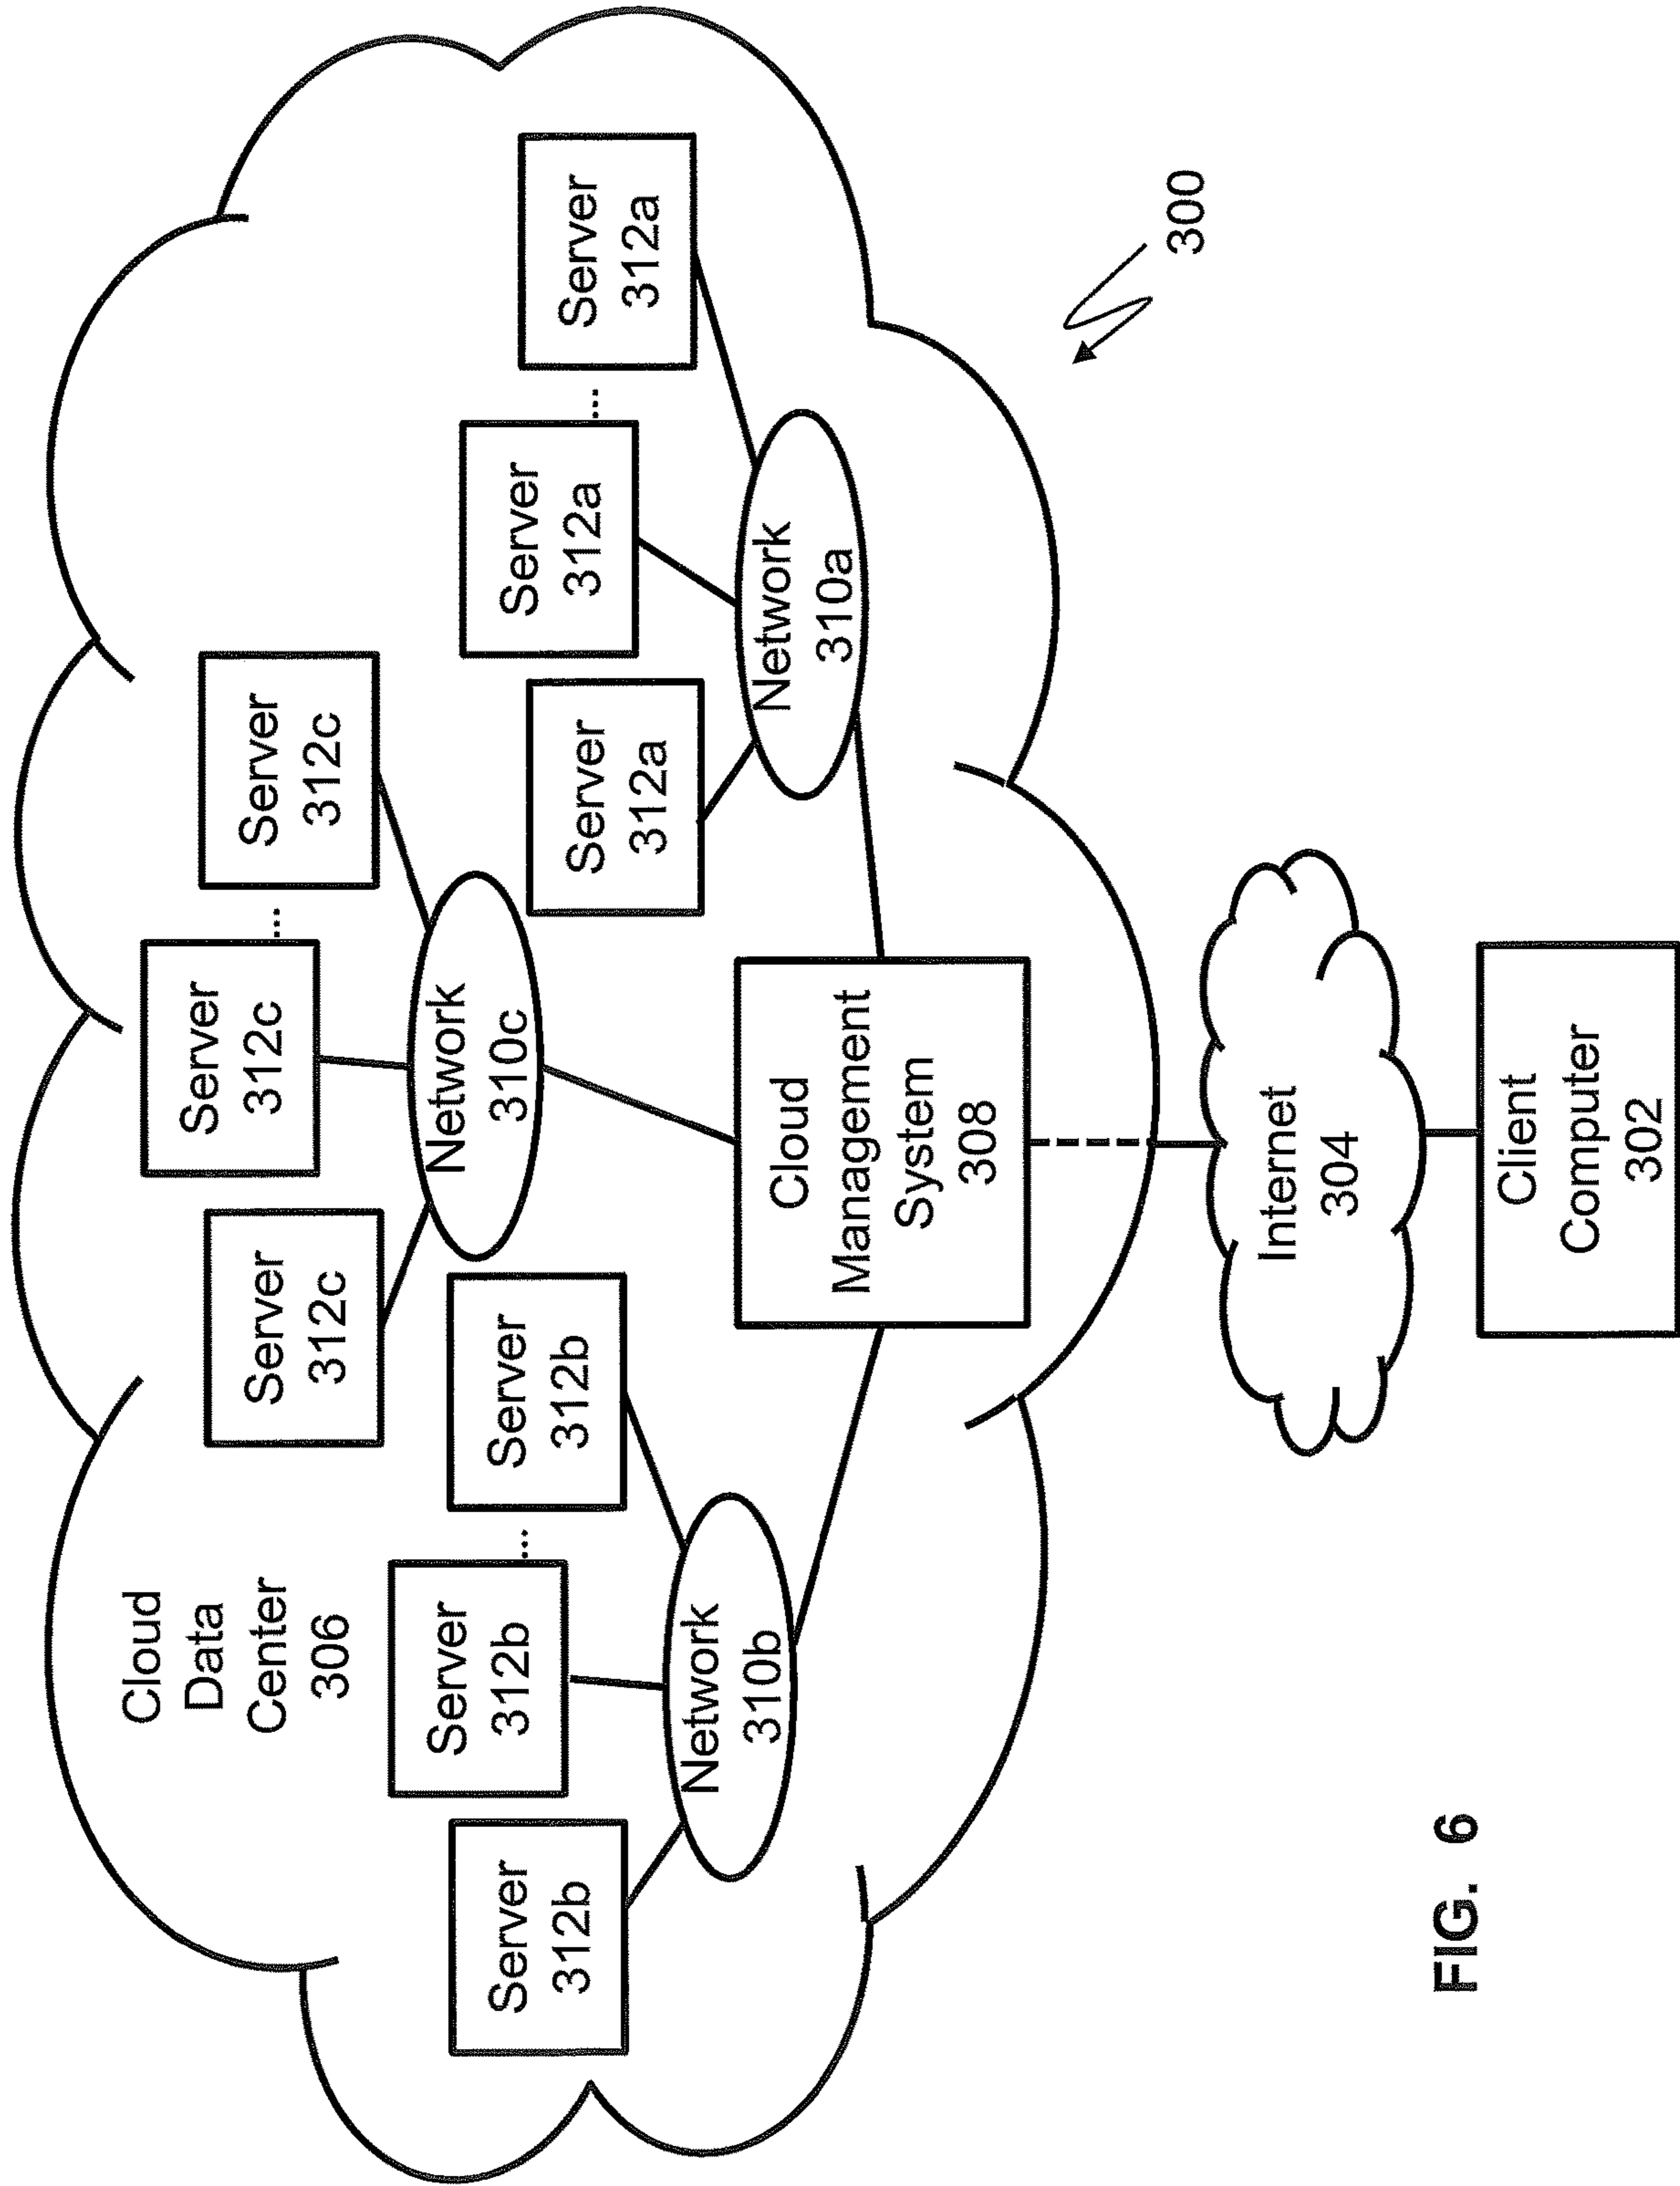 Cloud
Data
Center
306
Server
312b
Server
312b
...
Server
312b
Network
310b
Server
312c
Server
312c
...
Server
312c
Network
310c
Server
312a
Server
312a
...
Server
312a
Network
310a
Cloud
Management
System
308
Internet
304
Client
Computer
302
300
FIG. 6